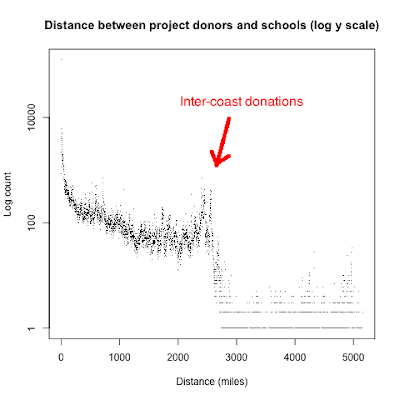 Distance between project donors and schools (log y scale)
Inter-coast donations
10000
100
1
Log count
0 1000 2000 3000 4000 5000
Distance (miles)